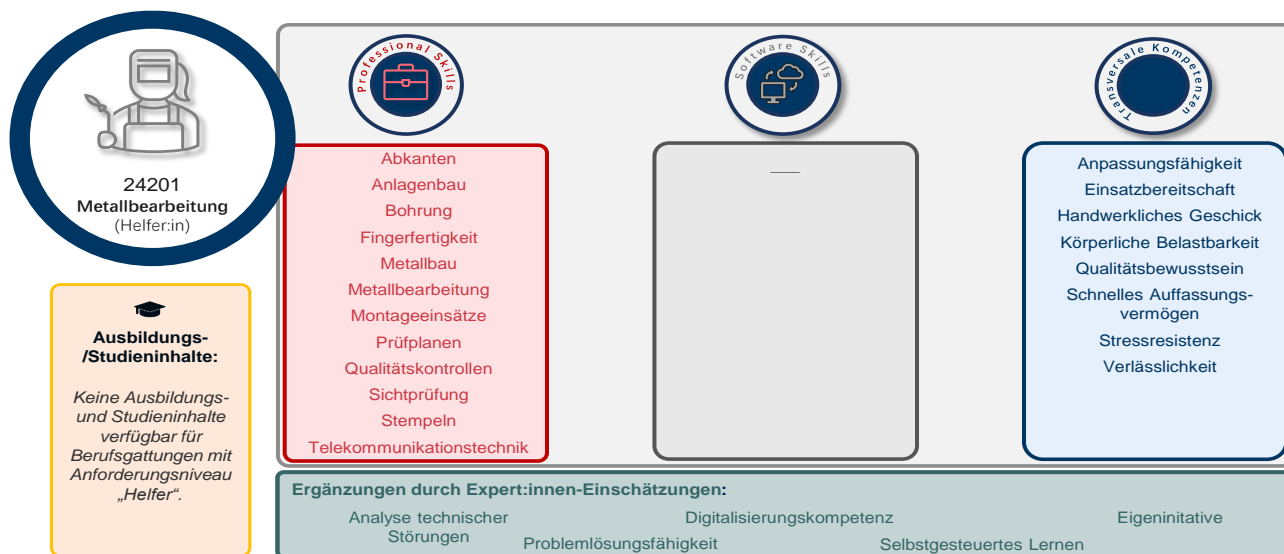 Professional Skills
Software Skills
Transversale Kompetenzen
24201
Metallbearbeitung
(Helfer:in)
Ausbildungs-
/Studieninhalte:
Keine Ausbildungs-
und Studieninhalte
verfügbar für
Berufsgattungen mit
Anforderungsniveau
„Helfer“.
Abkanten
Anlagenbau
Bohrung
Fingerfertigkeit
Metallbau
Metallbearbeitung
Montageeinsätze
Prüfplanen
Qualitätskontrollen
Sichtprüfung
Stempeln
Telekommunikationstechnik
___
Anpassungsfähigkeit
Einsatzbereitschaft
Handwerkliches Geschick
Körperliche Belastbarkeit
Qualitätsbewusstsein
Schnelles Auffassungs-
vermögen
Stressresistenz
Verlässlichkeit
Ergänzungen durch Expert:innen-Einschätzungen:
Analyse technischer
Störungen
Problemlösungsfähigkeit
Digitalisierungskompetenz
Selbstgesteuertes Lernen
Eigeninitative